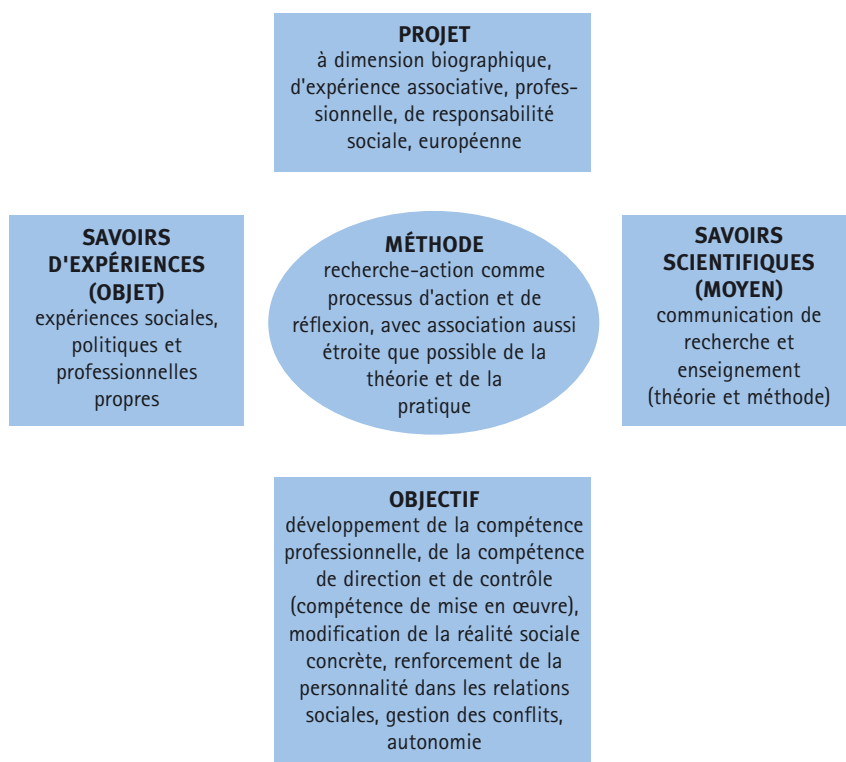 PROJET
à dimension biographique,
d'expérience associative, profes-
sionnelle, de responsabilité
sociale, européenne
SAVOIRS
D'EXPÉRIENCES
(OBJET)
expériences sociales,
politiques et
professionnelles
propres
MÉTHODE
recherche-action comme
processus d'action et de
réflexion, avec association aussi
étroite que possible de la
théorie et de la
pratique
SAVOIRS
SCIENTIFIQUES
(MOYEN)
communication de
recherche et
enseignement
(théorie et méthode)
OBJECTIF
développement de la compétence
professionnelle, de la compétence
de direction et de contrôle
(compétence de mise en œuvre),
modification de la réalité sociale
concrète, renforcement de la
personnalité dans les relations
sociales, gestion des conflits,
autonomie